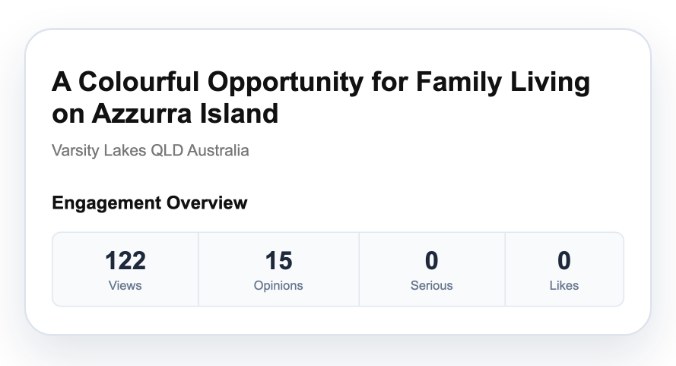 A Colourful Opportunity for Family Living
on Azzurra Island
Varsity Lakes QLD Australia
Engagement Overview
122 15 0 0
Views Opinions Serious Likes